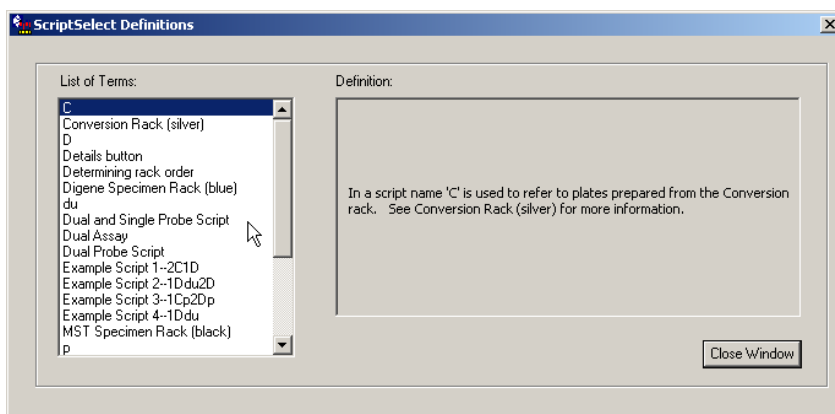 ScriptSelect Definitions
List of Terms:
Definition:
C
Conversion Rack (silver)
D
Details button
Determining rack order
Digene Specimen Rack (blue)
du
Dual and Single Probe Script
Dual Assay
Dual Probe Script
Example Script 1--2C1D
Example Script 2--1Ddu2D
Example Script 3--1Cp2Dp
Example Script 4--1Ddu
MST Specimen Rack (black)
p
In a script name 'C' is used to refer to plates prepared from the Conversion
rack. See Conversion Rack (silver) for more information.
Close Window